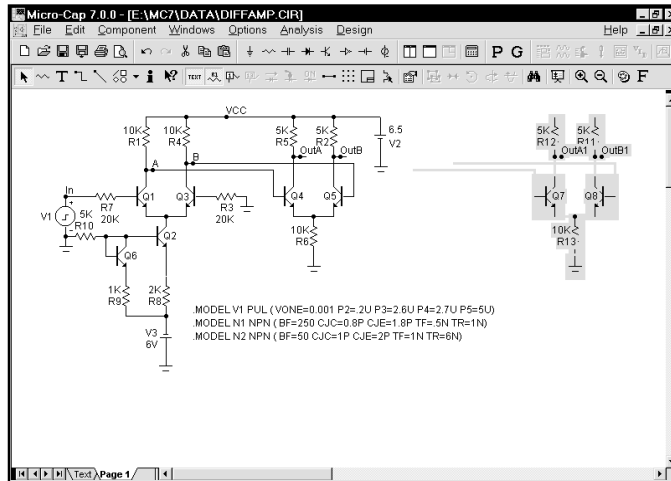 Micro-Cap 7.0.0 - [E:\MC7\DATA\DIFFAMP.CIR]
File Edit Component Windows Options Analysis Design Help
P G
T TEXT F
VCC
10K
R1
10K
R4
5K
R5
5K
R2
6.5
V2
OutA
OutB
A
B
In
V1
5K
R10
R7
20K
Q1
Q3
R3
20K
Q4
Q5
Q2
Q6
10K
R6
1K
R9
2K
R8
V3
6V
5K
R12
5K
R11
OutA1
OutB1
Q7
Q8
10K
R13
.MODEL V1 PUL (VONE=0.001 P2=.2U P3=2.6U P4=2.7U P5=5U)
.MODEL N1 NPN (BF=250 CJC=0.8P CJE=1.8P TF=.5N TR=1N)
.MODEL N2 NPN (BF=50 CJC=1P CJE=2P TF=1N TR=6N)
Text Page 1